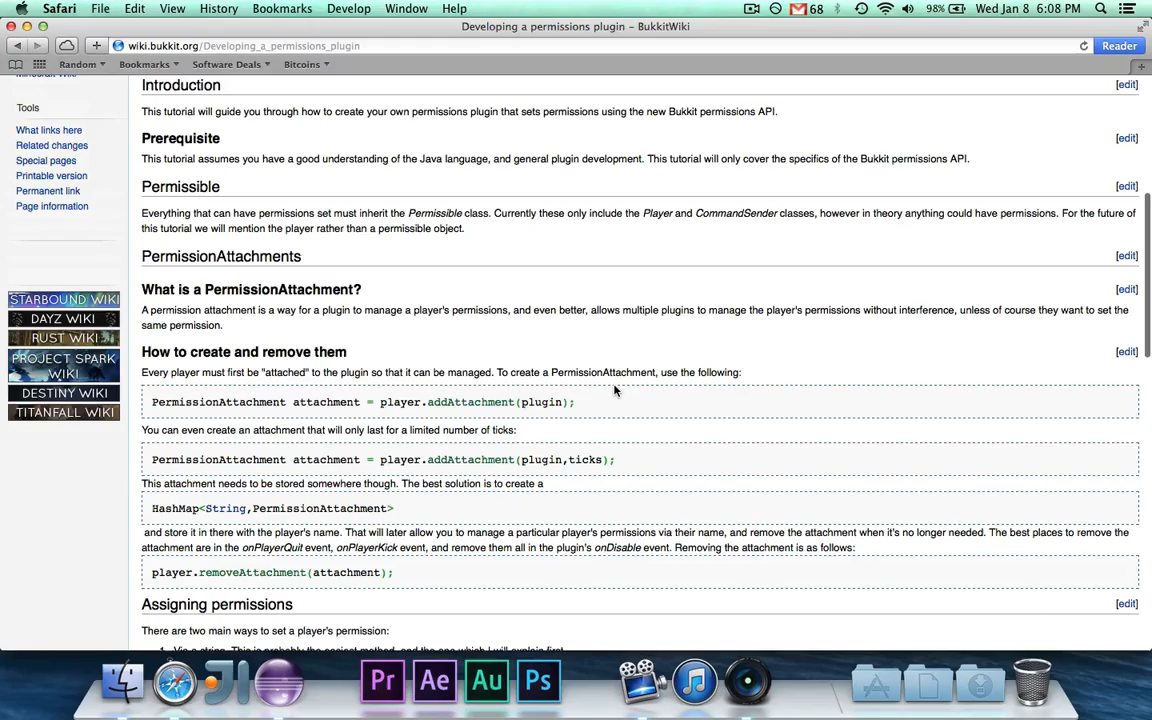 Safari File Edit View History Bookmarks Develop Window Help 68 98% Wed Jan 8 6:08 PM
Developing a permissions plugin – BukkitWiki
wiki.bukkit.org/Developing_a_permissions_plugin Reader
Random Bookmarks Software Deals Bitcoins
Introduction [edit]
Tools
What links here
Related changes
Special pages
Printable version
Permanent link
Page information
STARBOUND WIKI
DAYZ WIKI
RUST WIKI
PROJECT SPARK
WIKI
DESTINY WIKI
TITANFALL WIKI
This tutorial will guide you through how to create your own permissions plugin that sets permissions using the new Bukkit permissions API.
Prerequisite [edit]
This tutorial assumes you have a good understanding of the Java language, and general plugin development. This tutorial will only cover the specifics of the Bukkit permissions API.
Permissible [edit]
Everything that can have permissions set must inherit the Permissible class. Currently these only include the Player and CommandSender classes, however in theory anything could have permissions. For the future of
this tutorial we will mention the player rather than a permissible object.
PermissionAttachments [edit]
What is a PermissionAttachment? [edit]
A permission attachment is a way for a plugin to manage a player's permissions, and even better, allows multiple plugins to manage the player's permissions without interference, unless of course they want to set the
same permission.
How to create and remove them [edit]
Every player must first be "attached" to the plugin so that it can be managed. To create a PermissionAttachment, use the following:
PermissionAttachment attachment = player.addAttachment(plugin);
You can even create an attachment that will only last for a limited number of ticks:
PermissionAttachment attachment = player.addAttachment(plugin,ticks);
This attachment needs to be stored somewhere though. The best solution is to create a
HashMap<String,PermissionAttachment>
and store it in there with the player's name. That will later allow you to manage a particular player's permissions via their name, and remove the attachment when it's no longer needed. The best places to remove the
attachment are in the onPlayerQuit event, onPlayerKick event, and remove them all in the plugin's onDisable event. Removing the attachment is as follows:
player.removeAttachment(attachment);
Assigning permissions [edit]
There are two main ways to set a player's permission:
Pr Ae Au Ps